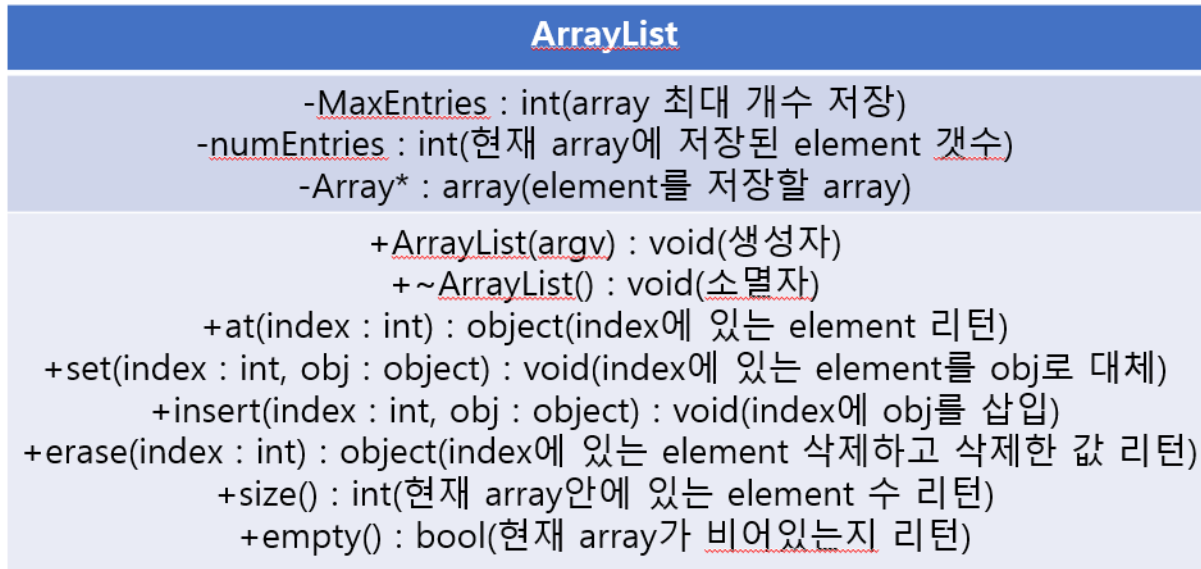 ArrayList
-MaxEntries : int(array 최대 개수 저장)
-numEntries : int(현재 array에 저장된 element 갯수)
-Array* : array(element를 저장할 array)
+ArrayList(argv) : void(생성자)
+~ArrayList() : void(소멸자)
+at(index : int) : object(index에 있는 element 리턴)
+set(index : int, obj : object) : void(index에 있는 element를 obj로 대체)
+insert(index : int, obj : object) : void(index에 obj를 삽입)
+erase(index : int) : object(index에 있는 element 삭제하고 삭제한 값 리턴)
+size() : int(현재 array안에 있는 element 수 리턴)
+empty() : bool(현재 array가 비어있는지 리턴)